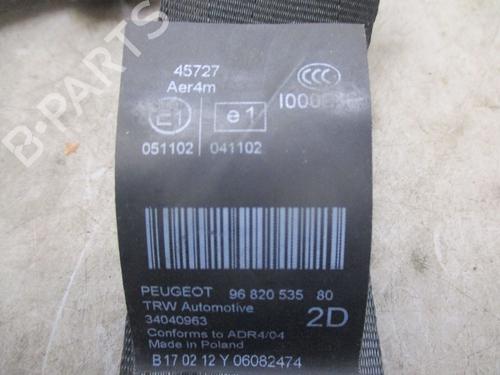 45727
Aer4m
CCC
E1
e1
051102
041102
PEUGEOT 96 820 535 80
TRW Automotive
34040963
2D
Conforms to ADR4/04
Made in Poland
B 17 02 12 Y 06082474
B-PARTS